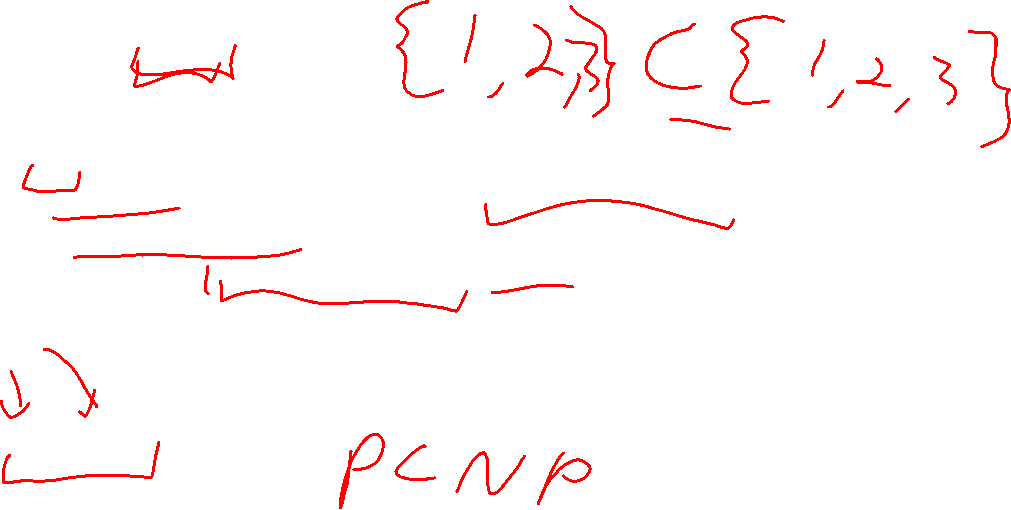 {1, 2, 3} ⊆ {1, 2, 3}
P ⊂ NP